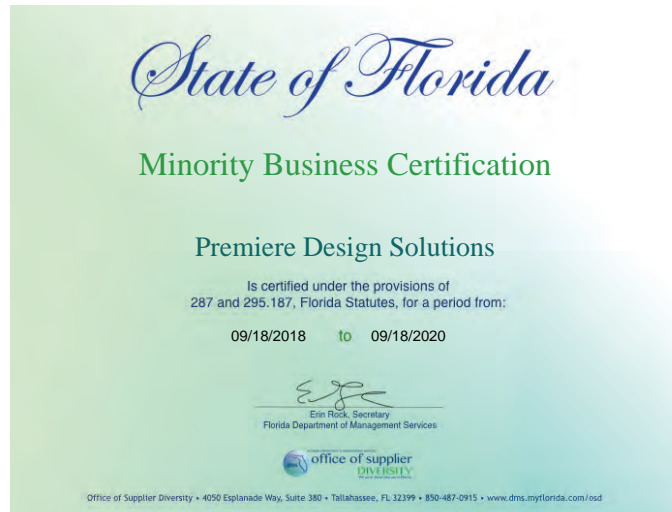 State of Florida
Minority Business Certification
Premiere Design Solutions
Is certified under the provisions of
287 and 295.187, Florida Statutes, for a period from:
09/18/2018 to 09/18/2020
Erin Rock, Secretary
Florida Department of Management Services
office of supplier
DIVERSITY
Office of Supplier Diversity • 4050 Esplanade Way, Suite 380 • Tallahassee, FL 32399 • 850-487-0915 • www.dms.myflorida.com/osd